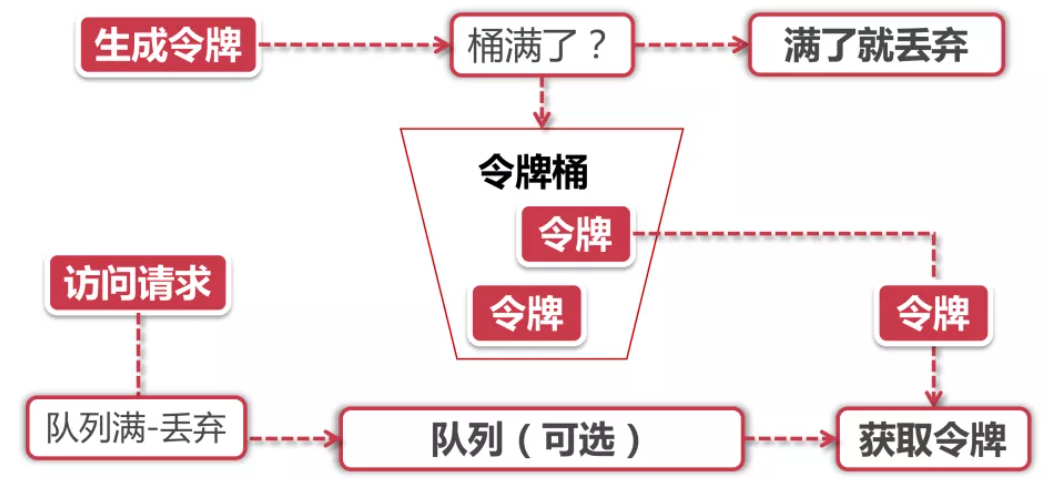 生成令牌
桶满了？
满了就丢弃
令牌桶
令牌
令牌
访问请求
令牌
队列满-丢弃
队列（可选）
获取令牌